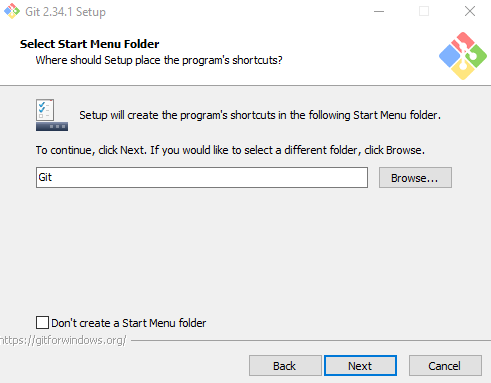 Git 2.34.1 Setup
Select Start Menu Folder
Where should Setup place the program's shortcuts?
Setup will create the program's shortcuts in the following Start Menu folder.
To continue, click Next. If you would like to select a different folder, click Browse.
Git
Browse...
Don't create a Start Menu folder
https://gitforwindows.org/
Back
Next
Cancel